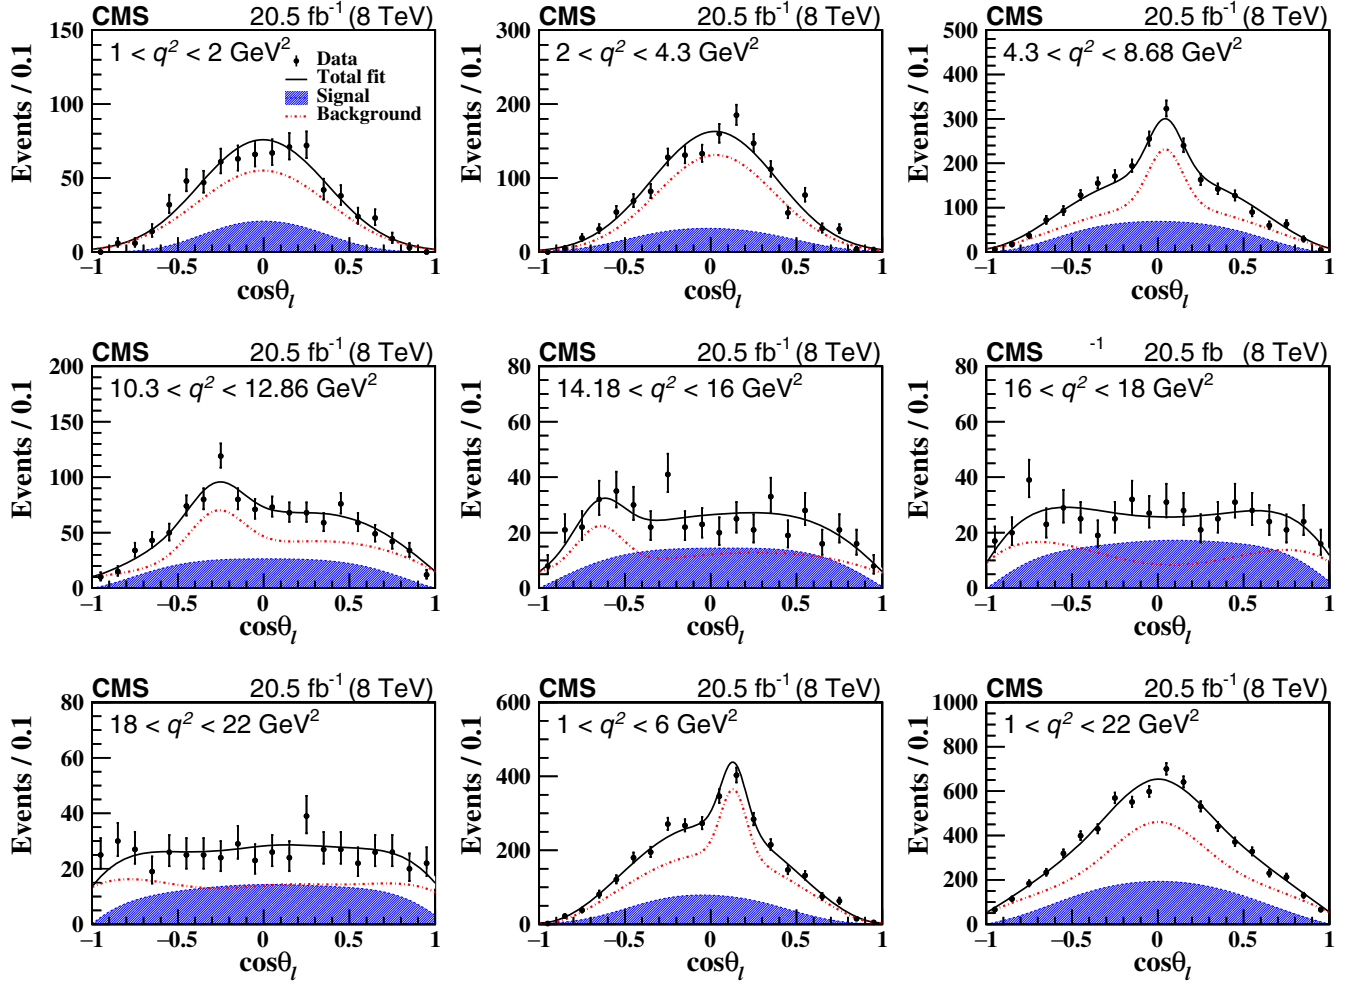 CMS 20.5 fb⁻¹ (8 TeV)
1 < q² < 2 GeV²
Data
Total fit
Signal
Background
Events / 0.1
150
100
50
0
−1 −0.5 0 0.5 1
cosθ_l
CMS 20.5 fb⁻¹ (8 TeV)
2 < q² < 4.3 GeV²
Events / 0.1
300
200
100
0
−1 −0.5 0 0.5 1
cosθ_l
CMS 20.5 fb⁻¹ (8 TeV)
4.3 < q² < 8.68 GeV²
Events / 0.1
500
400
300
200
100
0
−1 −0.5 0 0.5 1
cosθ_l
CMS 20.5 fb⁻¹ (8 TeV)
10.3 < q² < 12.86 GeV²
Events / 0.1
200
150
100
50
0
−1 −0.5 0 0.5 1
cosθ_l
CMS 20.5 fb⁻¹ (8 TeV)
14.18 < q² < 16 GeV²
Events / 0.1
80
60
40
20
0
−1 −0.5 0 0.5 1
cosθ_l
CMS ⁻¹ 20.5 fb (8 TeV)
16 < q² < 18 GeV²
Events / 0.1
80
60
40
20
0
−1 −0.5 0 0.5 1
cosθ_l
CMS 20.5 fb⁻¹ (8 TeV)
18 < q² < 22 GeV²
Events / 0.1
80
60
40
20
0
−1 −0.5 0 0.5 1
cosθ_l
CMS 20.5 fb⁻¹ (8 TeV)
1 < q² < 6 GeV²
Events / 0.1
600
400
200
0
−1 −0.5 0 0.5 1
cosθ_l
CMS 20.5 fb⁻¹ (8 TeV)
1 < q² < 22 GeV²
Events / 0.1
1000
800
600
400
200
0
−1 −0.5 0 0.5 1
cosθ_l